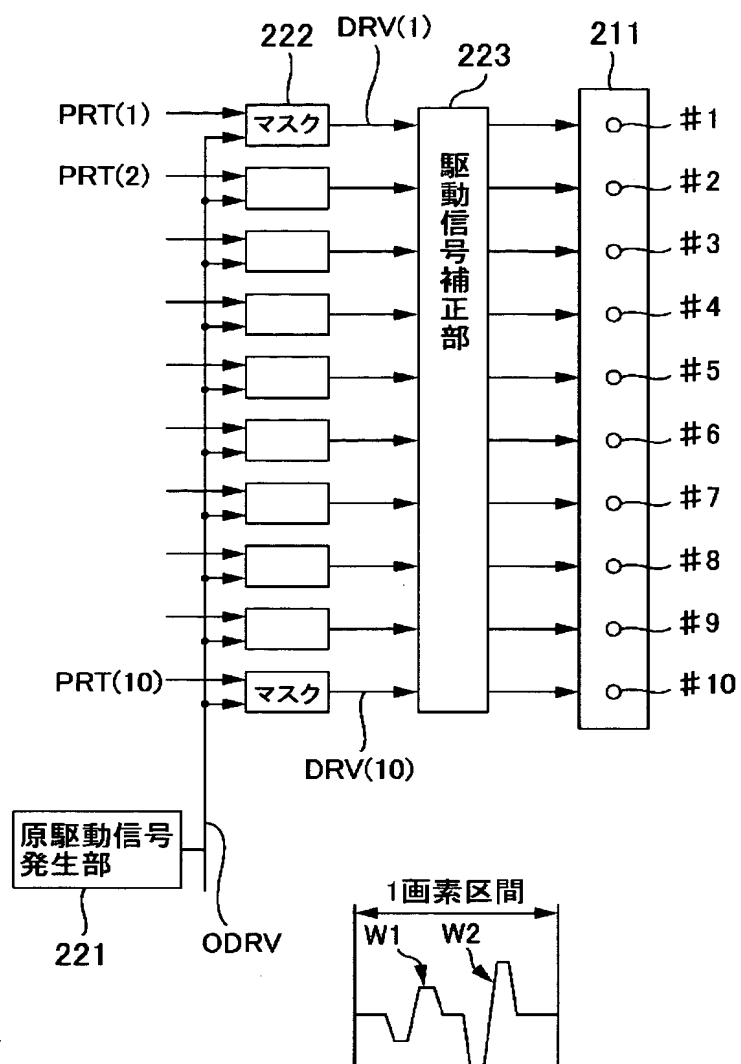 222
DRV(1)
223
211
PRT(1)
マスク
#1
PRT(2)
#2
駆動信号補正部
#3
#4
#5
#6
#7
#8
#9
PRT(10)
マスク
#10
DRV(10)
原駆動信号
発生部
221
ODRV
1画素区間
W1
W2